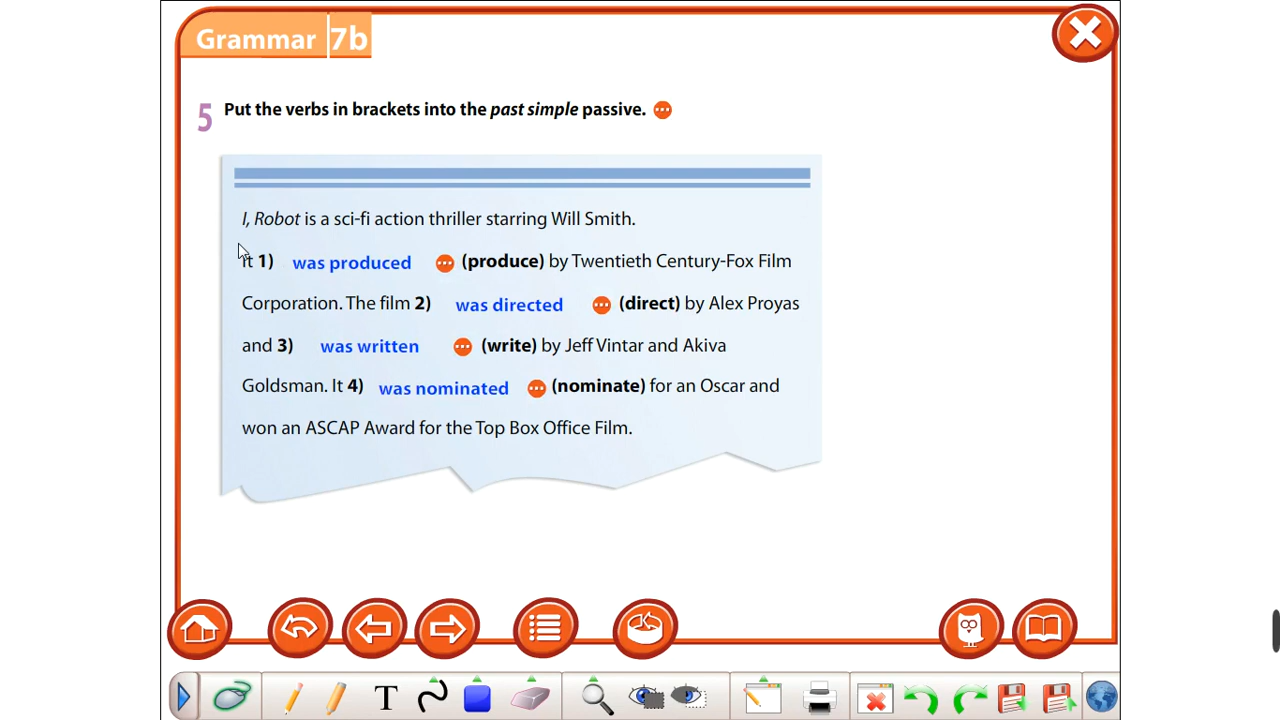 Grammar 7b
5 Put the verbs in brackets into the past simple passive.
I, Robot is a sci-fi action thriller starring Will Smith.
It 1) was produced (produce) by Twentieth Century-Fox Film
Corporation. The film 2) was directed (direct) by Alex Proyas
and 3) was written (write) by Jeff Vintar and Akiva
Goldsman. It 4) was nominated (nominate) for an Oscar and
won an ASCAP Award for the Top Box Office Film.
T